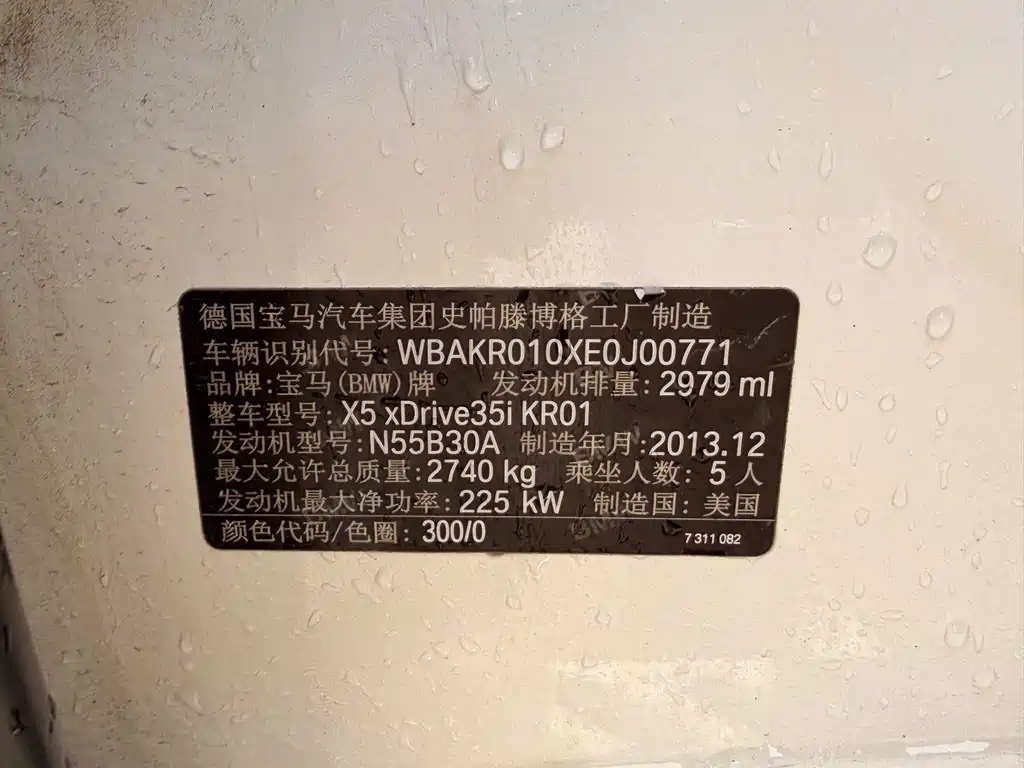 德国宝马汽车集团史帕滕博格工厂制造
车辆识别代号: WBAKR010XE0J00771
品牌:宝马(BMW)牌 发动机排量: 2979 ml
整车型号: X5 xDrive35i KR01
发动机型号: N55B30A 制造年月:2013.12
最大允许总质量: 2740 kg 乘坐人数: 5 人
发动机最大净功率: 225 kW 制造国: 美国
颜色代码/色圈: 300/0 7 311 082